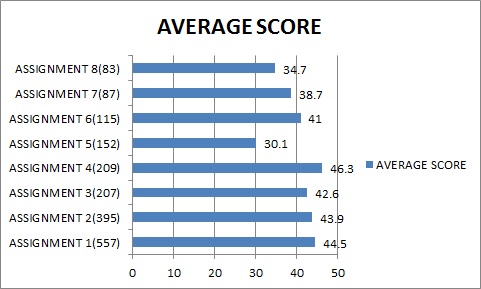 AVERAGE SCORE
ASSIGNMENT 8(83) 34.7
ASSIGNMENT 7(87) 38.7
ASSIGNMENT 6(115) 41
ASSIGNMENT 5(152) 30.1
ASSIGNMENT 4(209) 46.3
AVERAGE SCORE
ASSIGNMENT 3(207) 42.6
ASSIGNMENT 2(395) 43.9
ASSIGNMENT 1(557) 44.5
0 10 20 30 40 50